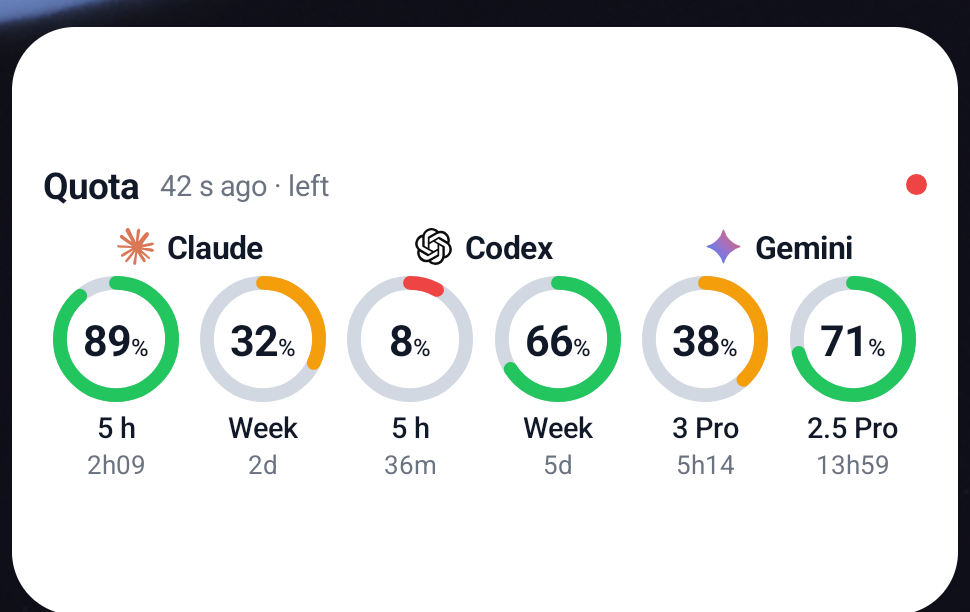 Quota 42 s ago · left
Claude Codex Gemini
89% 32% 8% 66% 38% 71%
5 h Week 5 h Week 3 Pro 2.5 Pro
2h09 2d 36m 5d 5h14 13h59